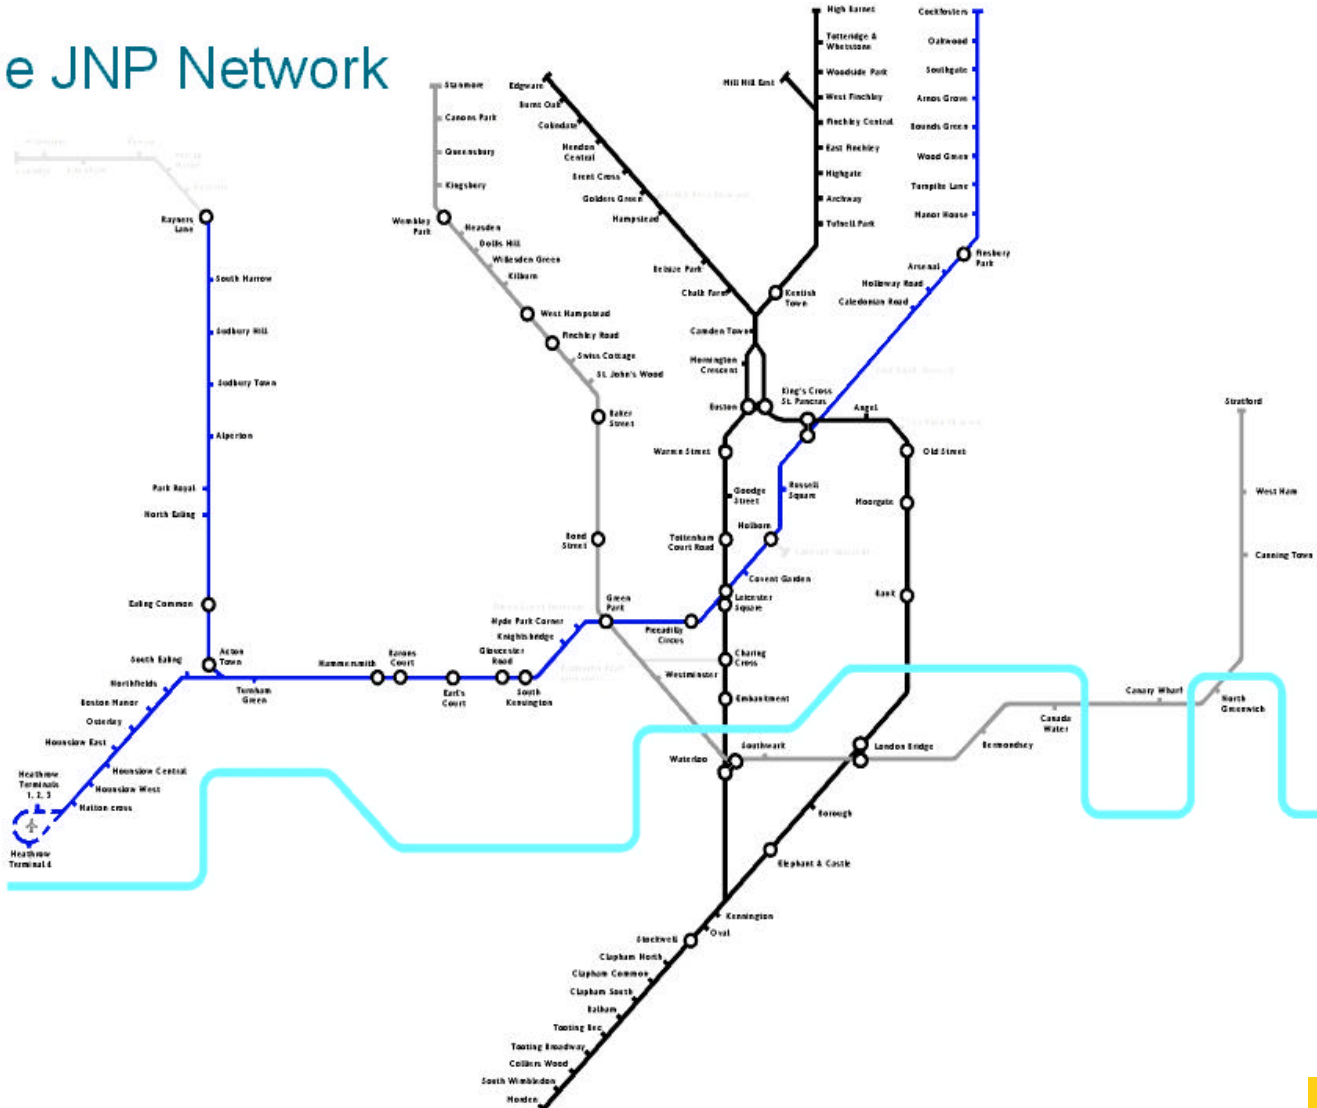 e JNP Network
High Barnet
Totteridge &
Whetstone
Woodside Park
West Finchley
Finchley Central
East Finchley
Highgate
Archway
Tufnell Park
Mill Hill East
Kentish
Town
Cockfosters
Oakwood
Southgate
Arnos Grove
Bounds Green
Wood Green
Turnpike Lane
Manor House
Finsbury
Park
Arsenal
Holloway Road
Caledonian Road
Edgware
Burnt Oak
Colindale
Hendon
Central
Brent Cross
Golders Green
Hampstead
Belsize Park
Chalk Farm
Camden Town
Mornington
Crescent
Euston
King's Cross
St. Pancras
Angel
Old Street
Moorgate
Bank
Stanmore
Canons Park
Queensbury
Kingsbery
Wembley
Park
Neasden
Dollis Hill
Willesden Green
Kilburn
West Hampstead
Finchley Road
Swiss Cottage
St. John's Wood
Baker
Street
Bond
Street
Green
Park
Rayners
Lane
South Harrow
Sudbury Hill
Sudbury Town
Alperton
Park Royal
North Ealing
Ealing Common
Acton
Town
South Ealing
Northfields
Boston Manor
Osterley
Hounslow East
Hounslow Central
Hounslow West
Hatton cross
Heathrow
Terminals
1, 2, 3
Heathrow
Terminal 4
Turnham
Green
Hammersmith
Barons
Court
Earl's
Court
Gloucester
Road
South
Kensington
Knightsbridge
Hyde Park Corner
Piccadilly
Circus
Leicester
Square
Covent Garden
Holborn
Russell
Square
Warren Street
Goodge
Street
Tottenham
Court Road
Charing
Cross
Embankment
Westminster
Waterloo
Southwark
London Bridge
Bermondsey
Canada
Water
Canary Wharf
North
Greenwich
Canning Town
West Ham
Stratford
Borough
Elephant & Castle
Kennington
Oval
Stockwell
Clapham North
Clapham Common
Clapham South
Balham
Tooting Bec
Tooting Broadway
Colliers Wood
South Wimbledon
Morden